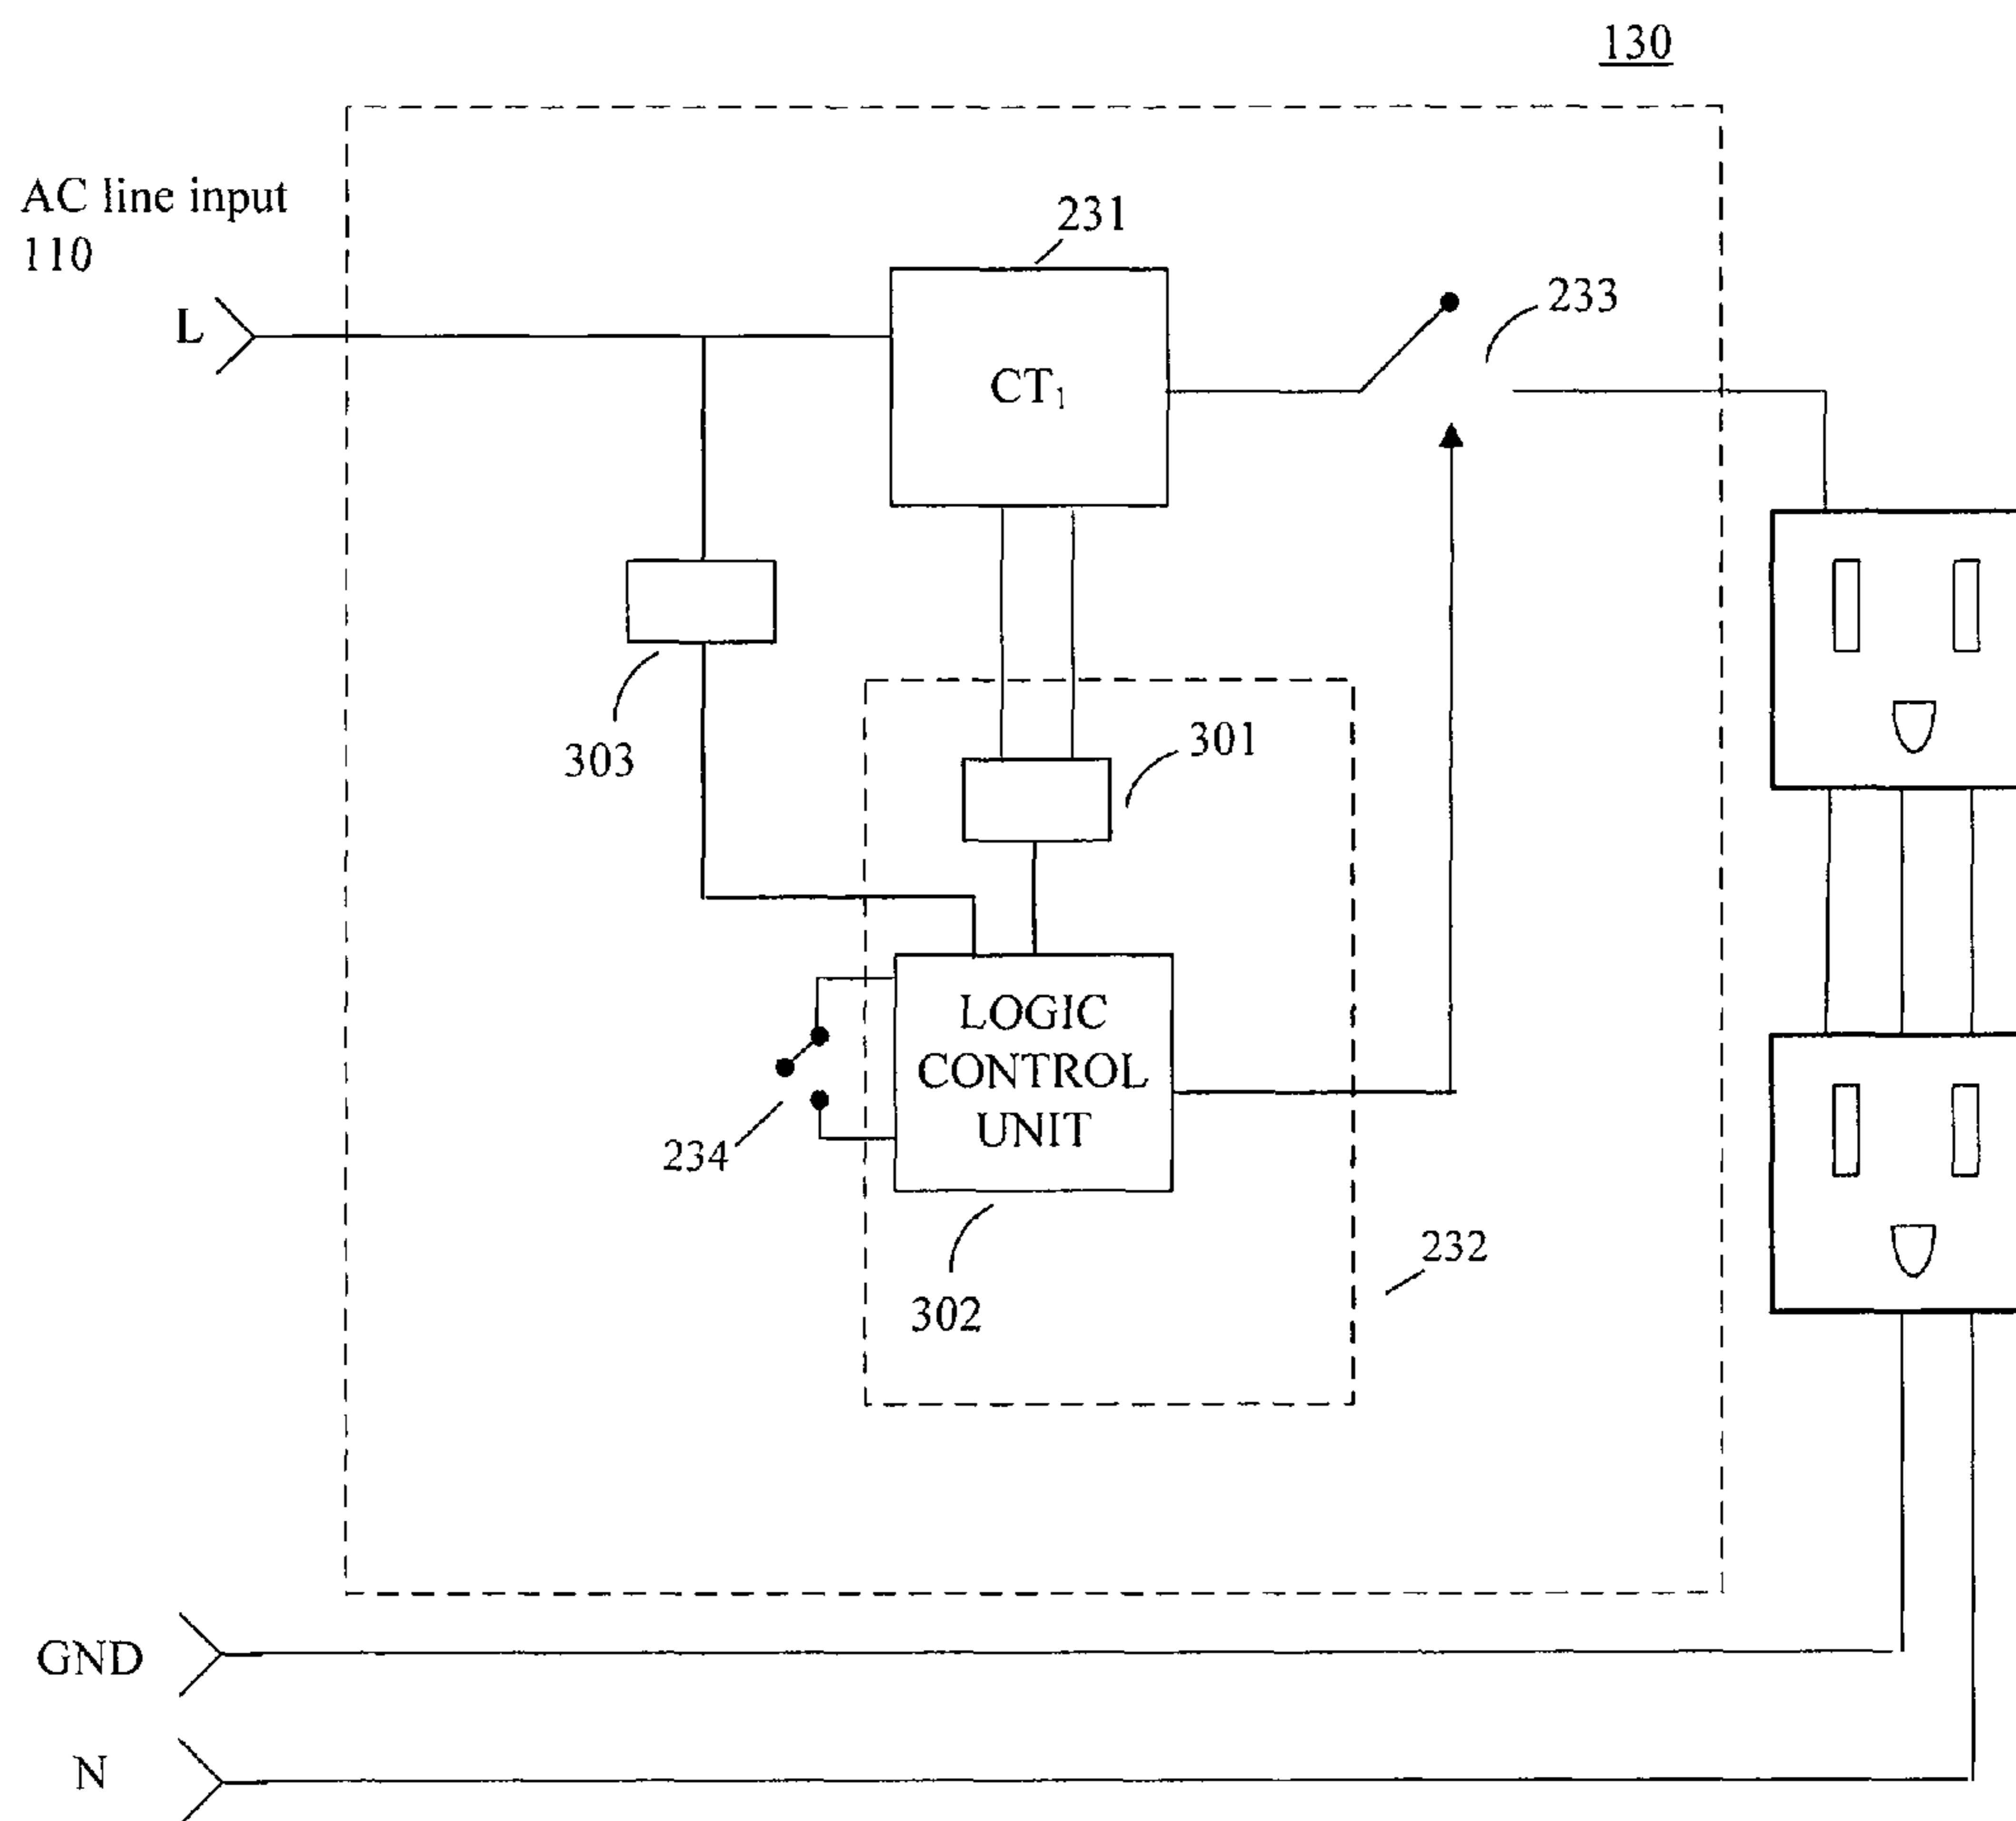 130
AC line input
110
231
L
233
CT₁
303
301
LOGIC
CONTROL
UNIT
234
302
232
GND
N